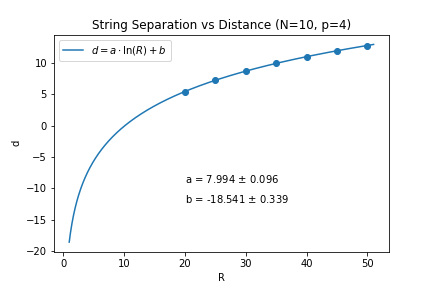 String Separation vs Distance (N=10, p=4)
d = a · ln(R) + b
10
5
0
−5
−10
−15
−20
d
a = 7.994 ± 0.096
b = -18.541 ± 0.339
0 10 20 30 40 50
R